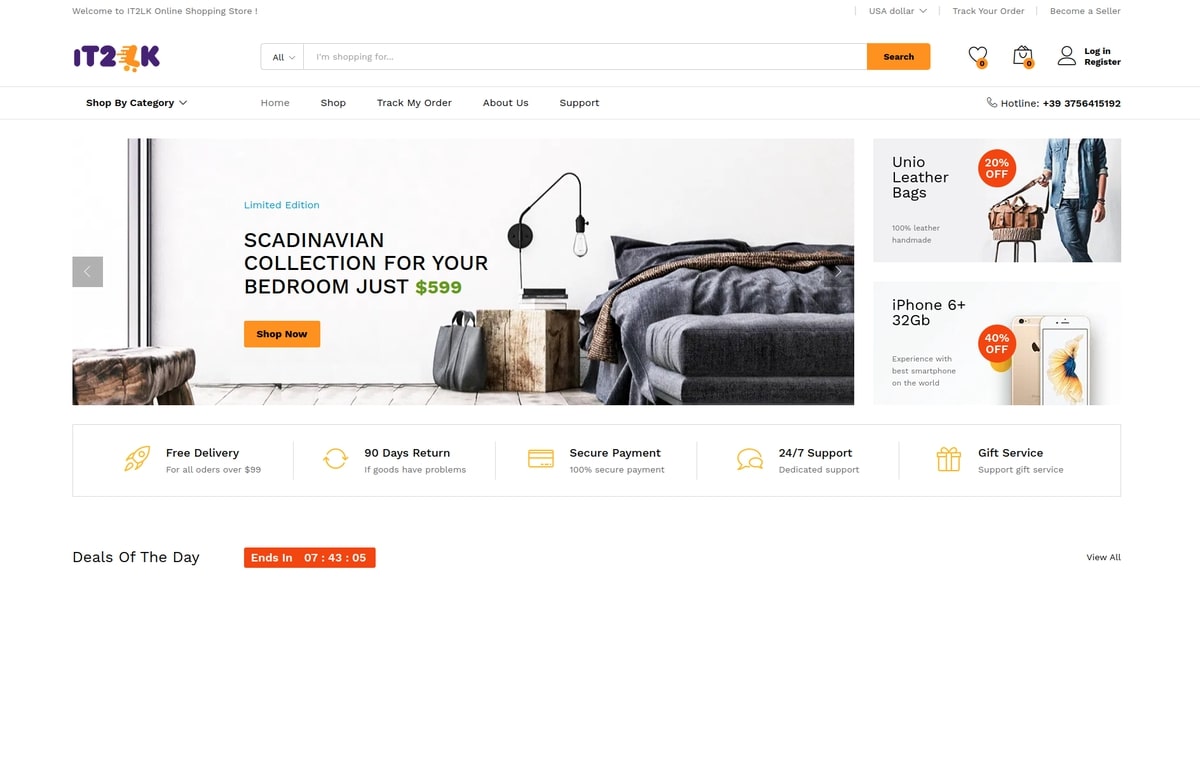 Welcome to IT2LK Online Shopping Store !
USA dollar
Track Your Order
Become a Seller
IT2LK
All
I'm shopping for...
Search
0
0
Log in
Register
Shop By Category
Home
Shop
Track My Order
About Us
Support
Hotline: +39 3756415192
Limited Edition
SCADINAVIAN
COLLECTION FOR YOUR
BEDROOM JUST $599
Shop Now
Unio
Leather
Bags
20%
OFF
100% leather
handmade
iPhone 6+
32Gb
40%
OFF
Experience with
best smartphone
on the world
Free Delivery
For all oders over $99
90 Days Return
If goods have problems
Secure Payment
100% secure payment
24/7 Support
Dedicated support
Gift Service
Support gift service
Deals Of The Day
Ends In 07 : 43 : 05
View All